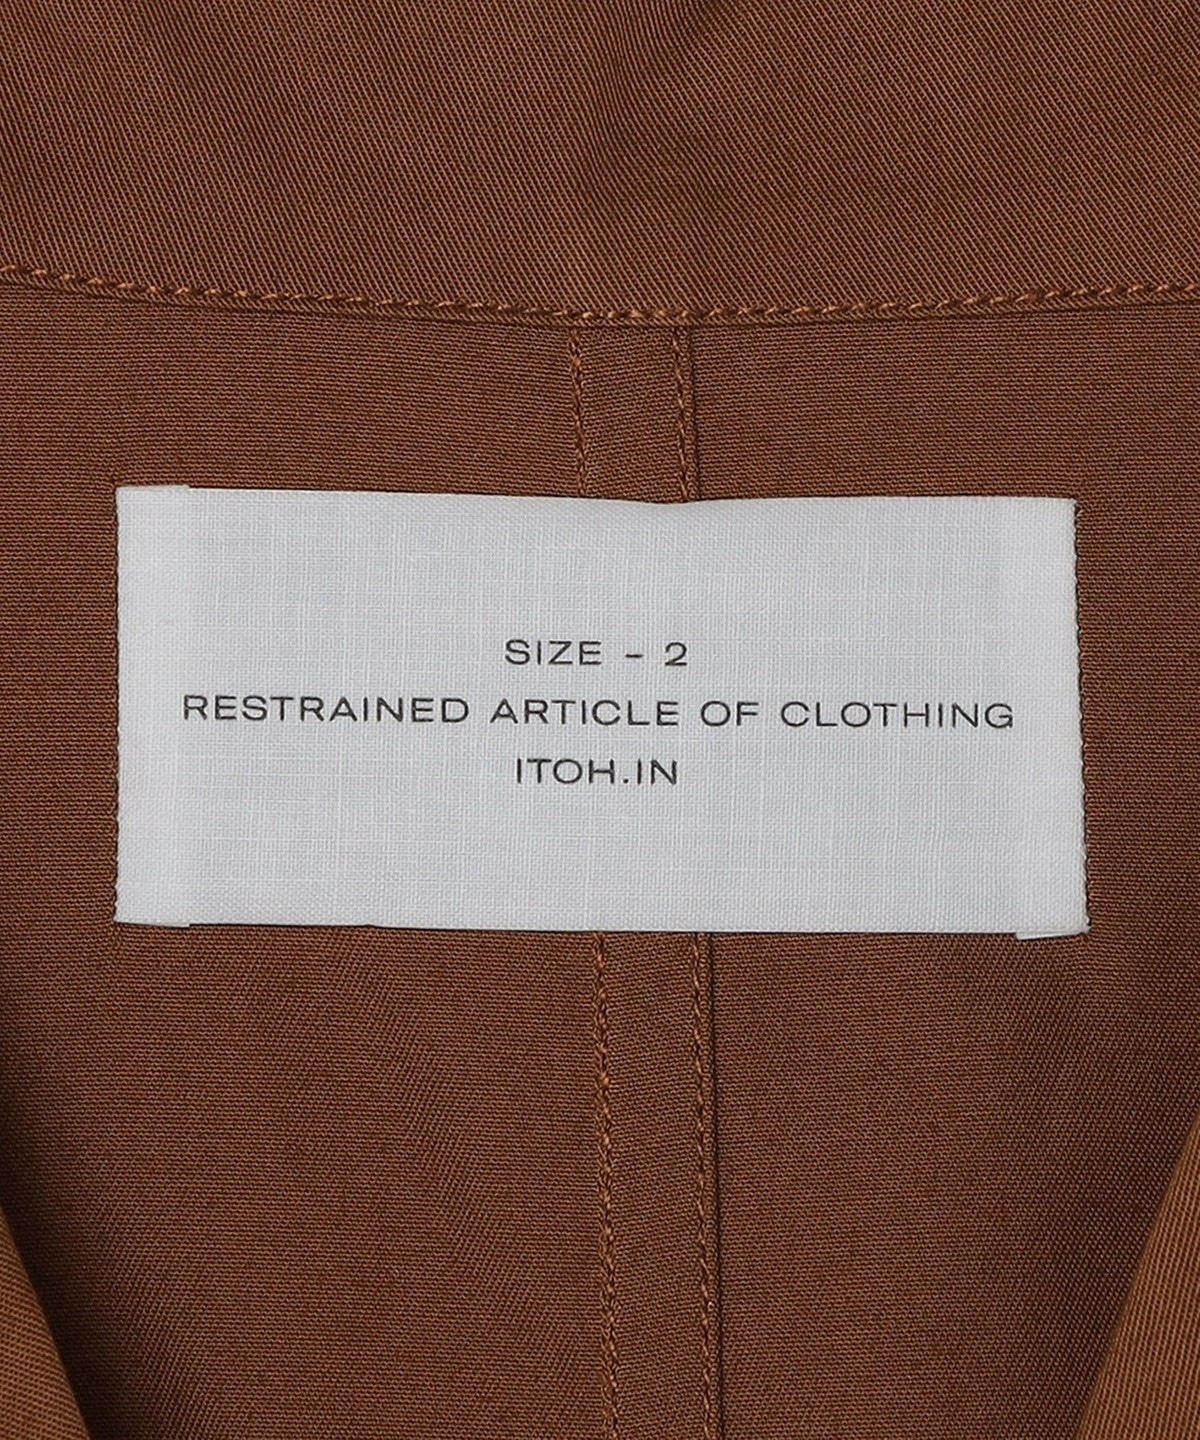 SIZE - 2
RESTRAINED ARTICLE OF CLOTHING
ITOH.IN